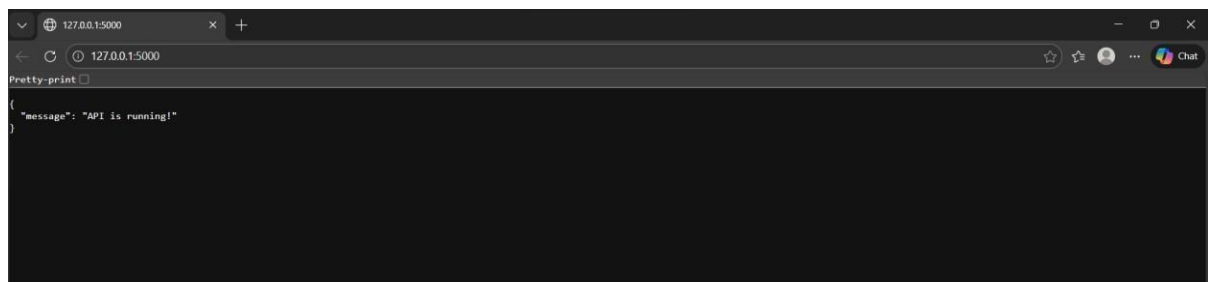 127.0.0.1:5000
127.0.0.1:5000
Chat
Pretty-print
{
"message": "API is running!"
}